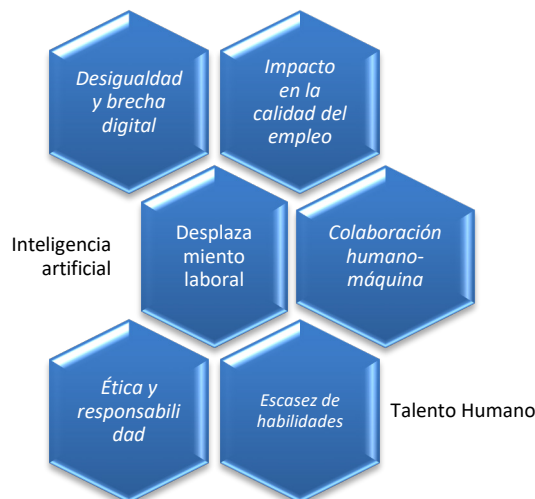 Desigualdad
y brecha
digital
Impacto
en la
calidad del
empleo
Inteligencia
artificial
Desplaza
miento
laboral
Colaboración
humano-
máquina
Ética y
responsabili
dad
Escasez de
habilidades
Talento Humano